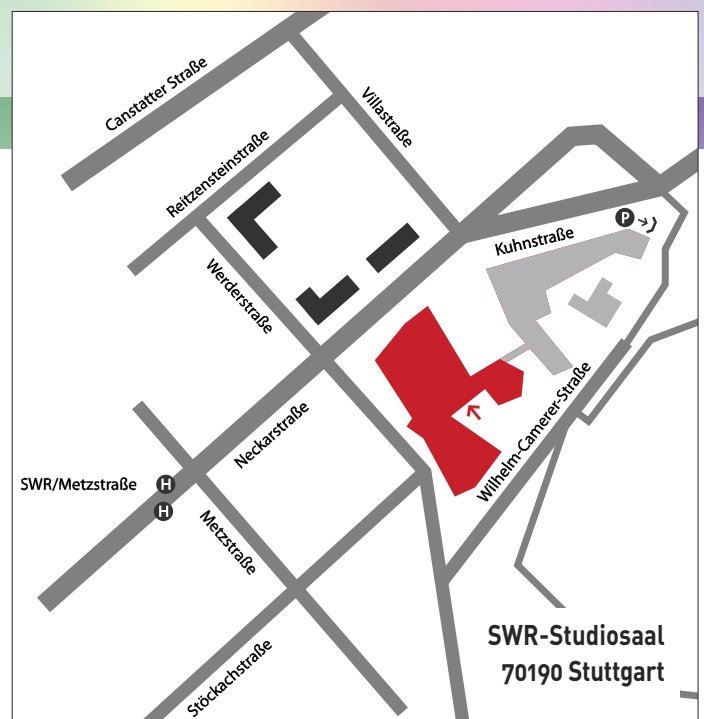 Canstatter Straße
Villastraße
Reitzensteinstraße
P
Kuhnstraße
Werderstraße
Wilhelm-Camerer-Straße
Neckarstraße
SWR/Metzstraße
H
H
Metzstraße
SWR-Studiosaal
70190 Stuttgart
Stöckachstraße